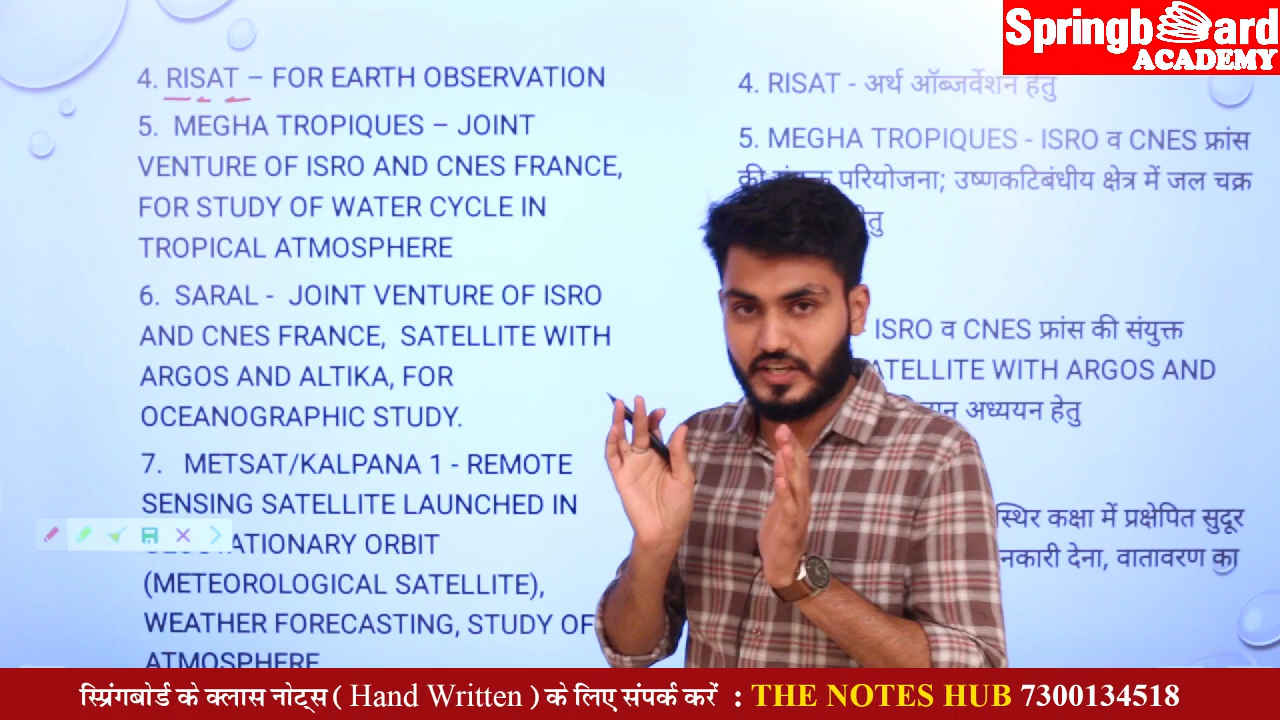 Springboard
ACADEMY
4. RISAT – FOR EARTH OBSERVATION
5. MEGHA TROPIQUES – JOINT
VENTURE OF ISRO AND CNES FRANCE,
FOR STUDY OF WATER CYCLE IN
TROPICAL ATMOSPHERE
6. SARAL - JOINT VENTURE OF ISRO
AND CNES FRANCE, SATELLITE WITH
ARGOS AND ALTIKA, FOR
OCEANOGRAPHIC STUDY.
7. METSAT/KALPANA 1 - REMOTE
SENSING SATELLITE LAUNCHED IN
ORBIT
(METEOROLOGICAL SATELLITE),
WEATHER FORECASTING, STUDY OF
ATMOSPHERE
4. RISAT - अर्थ ऑब्जर्वेशन हेतु
5. MEGHA TROPIQUES - ISRO व CNES फ्रांस
की परियोजना; उष्णकटिबंधीय क्षेत्र में जल चक्र
ISRO व CNES फ्रांस की संयुक्त
WITH ARGOS AND
अध्ययन हेतु
कक्षा में प्रक्षेपित सुदूर
देना, वातावरण का
स्प्रिंगबोर्ड के क्लास नोट्स ( Hand Written ) के लिए संपर्क करें : THE NOTES HUB 7300134518